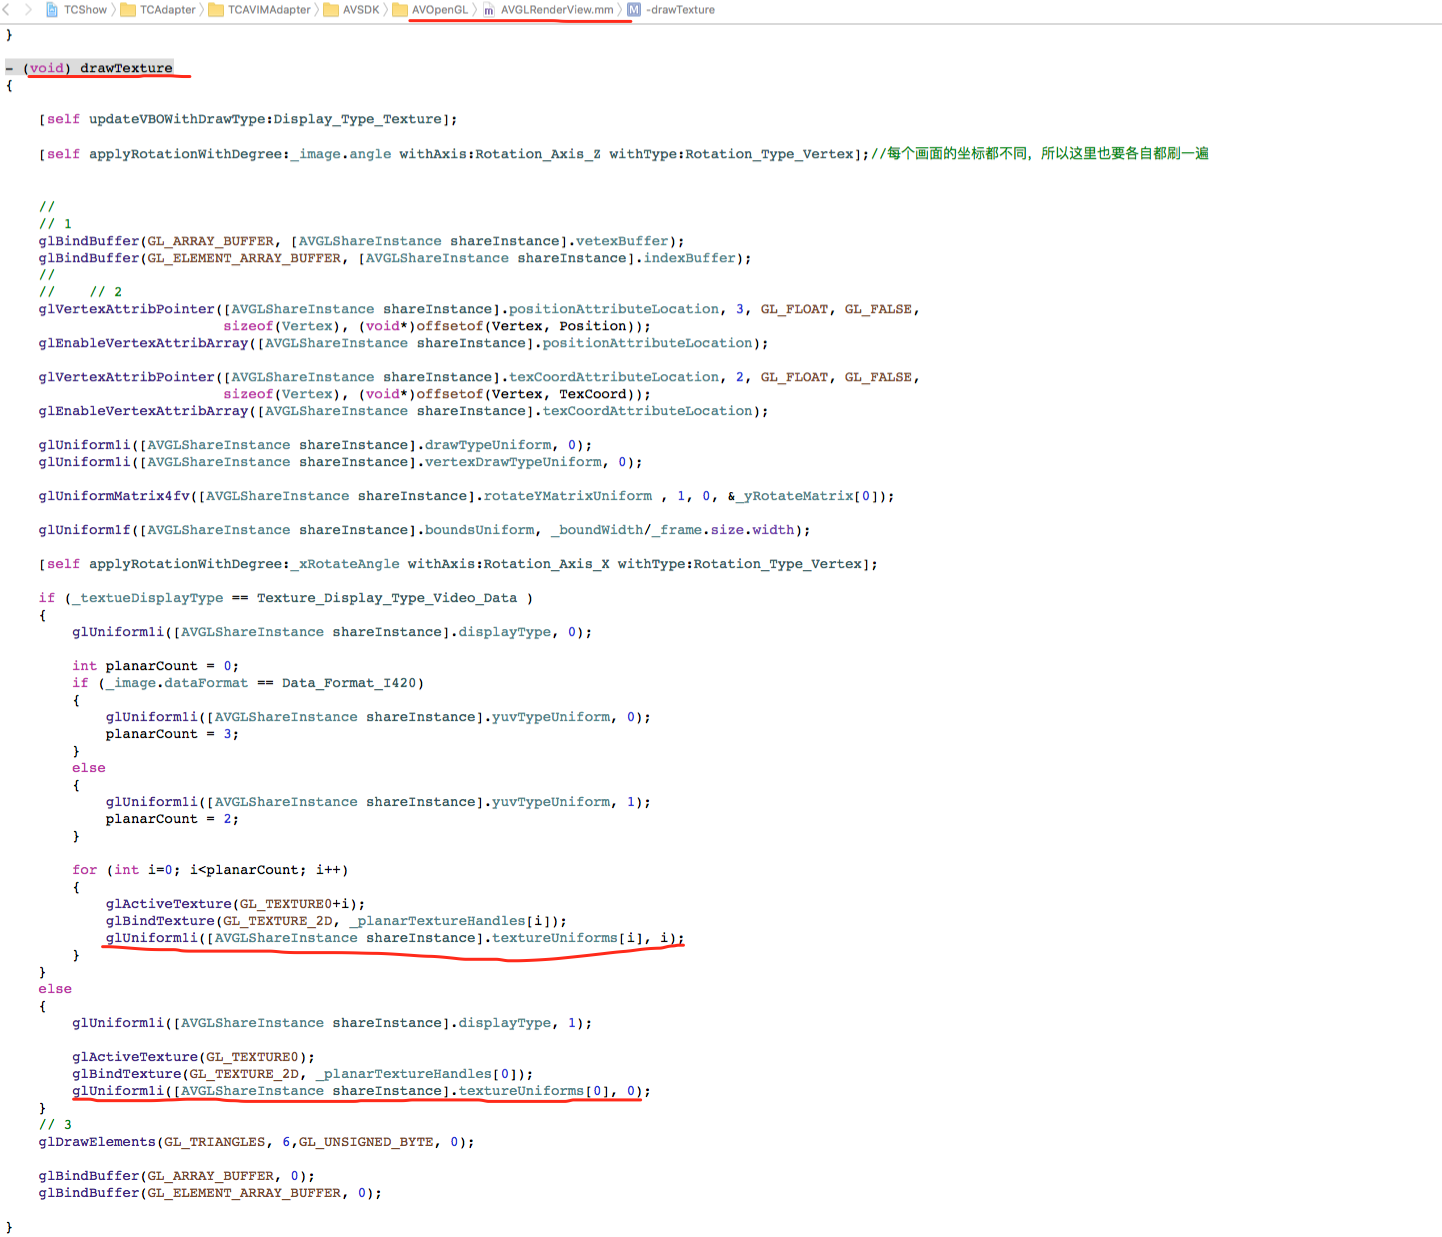 TCShow TCAdapter TCAVIMAdapter AVSDK AVOpenGL m AVGLRenderView.mm M -drawTexture
}
- (void) drawTexture
{
[self updateVBOWithDrawType:Display_Type_Texture];
[self applyRotationWithDegree:_image.angle withAxis:Rotation_Axis_Z withType:Rotation_Type_Vertex];//每个画面的坐标都不同，所以这里也要各自都刷一遍
//
// 1
glBindBuffer(GL_ARRAY_BUFFER, [AVGLShareInstance shareInstance].vetexBuffer);
glBindBuffer(GL_ELEMENT_ARRAY_BUFFER, [AVGLShareInstance shareInstance].indexBuffer);
//
//    // 2
glVertexAttribPointer([AVGLShareInstance shareInstance].positionAttributeLocation, 3, GL_FLOAT, GL_FALSE,
sizeof(Vertex), (void*)offsetof(Vertex, Position));
glEnableVertexAttribArray([AVGLShareInstance shareInstance].positionAttributeLocation);
glVertexAttribPointer([AVGLShareInstance shareInstance].texCoordAttributeLocation, 2, GL_FLOAT, GL_FALSE,
sizeof(Vertex), (void*)offsetof(Vertex, TexCoord));
glEnableVertexAttribArray([AVGLShareInstance shareInstance].texCoordAttributeLocation);
glUniform1i([AVGLShareInstance shareInstance].drawTypeUniform, 0);
glUniform1i([AVGLShareInstance shareInstance].vertexDrawTypeUniform, 0);
glUniformMatrix4fv([AVGLShareInstance shareInstance].rotateYMatrixUniform , 1, 0, &_yRotateMatrix[0]);
glUniform1f([AVGLShareInstance shareInstance].boundsUniform, _boundWidth/_frame.size.width);
[self applyRotationWithDegree:_xRotateAngle withAxis:Rotation_Axis_X withType:Rotation_Type_Vertex];
if (_textueDisplayType == Texture_Display_Type_Video_Data )
{
glUniform1i([AVGLShareInstance shareInstance].displayType, 0);
int planarCount = 0;
if (_image.dataFormat == Data_Format_I420)
{
glUniform1i([AVGLShareInstance shareInstance].yuvTypeUniform, 0);
planarCount = 3;
}
else
{
glUniform1i([AVGLShareInstance shareInstance].yuvTypeUniform, 1);
planarCount = 2;
}
for (int i=0; i<planarCount; i++)
{
glActiveTexture(GL_TEXTURE0+i);
glBindTexture(GL_TEXTURE_2D, _planarTextureHandles[i]);
glUniform1i([AVGLShareInstance shareInstance].textureUniforms[i], i);
}
}
else
{
glUniform1i([AVGLShareInstance shareInstance].displayType, 1);
glActiveTexture(GL_TEXTURE0);
glBindTexture(GL_TEXTURE_2D, _planarTextureHandles[0]);
glUniform1i([AVGLShareInstance shareInstance].textureUniforms[0], 0);
}
// 3
glDrawElements(GL_TRIANGLES, 6,GL_UNSIGNED_BYTE, 0);
glBindBuffer(GL_ARRAY_BUFFER, 0);
glBindBuffer(GL_ELEMENT_ARRAY_BUFFER, 0);
}